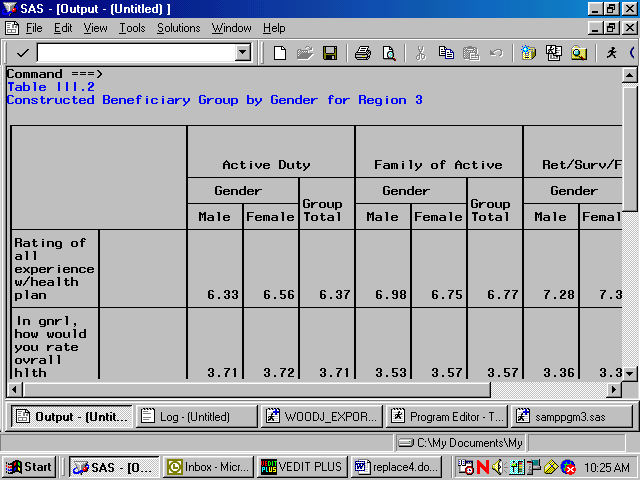 SAS - [Output - (Untitled) ]
File Edit View Tools Solutions Window Help
Command ===>
Table III.2
Constructed Beneficiary Group by Gender for Region 3
Active Duty Family of Active Ret/Surv/F
Gender Group Total Gender Group Total Gender
Male Female Male Female Male Femal
Rating of
all
experience
w/health
plan 6.33 6.56 6.37 6.98 6.75 6.77 7.28 7.3
In gnrl,
how would
you rate
ovrall
hlth 3.71 3.72 3.71 3.53 3.57 3.57 3.36 3.3
Output - (Untit... Log - (Untitled) WOODJ_EXPOR... Program Editor - T... samppgm3.sas
C:\My Documents\My
Start SAS - [O... Inbox - Micr... VEDIT PLUS replace4.do... 10:25 AM